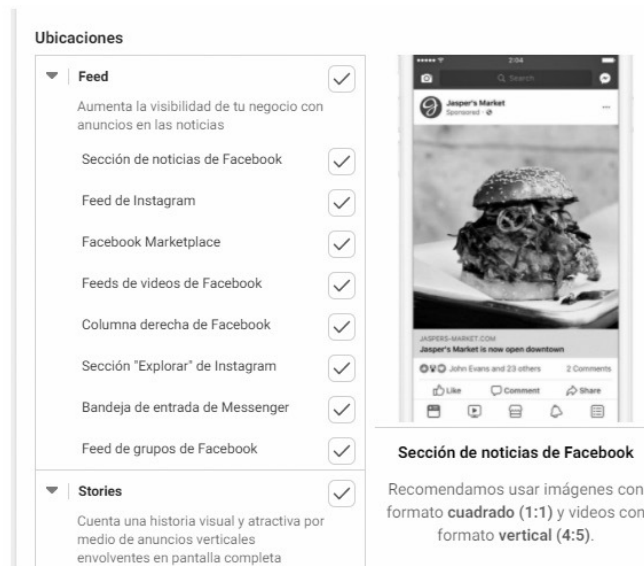 Ubicaciones
Feed
Aumenta la visibilidad de tu negocio con
anuncios en las noticias
Sección de noticias de Facebook
Feed de Instagram
Facebook Marketplace
Feeds de videos de Facebook
Columna derecha de Facebook
Sección "Explorar" de Instagram
Bandeja de entrada de Messenger
Feed de grupos de Facebook
Stories
Cuenta una historia visual y atractiva por
medio de anuncios verticales
envolventes en pantalla completa
2:04
Search
Jasper's Market
Sponsored
JASPERS-MARKET.COM
Jasper's Market is now open downtown
John Evans and 23 others 2 Comments
Like Comment Share
Sección de noticias de Facebook
Recomendamos usar imágenes con
formato cuadrado (1:1) y videos con
formato vertical (4:5).